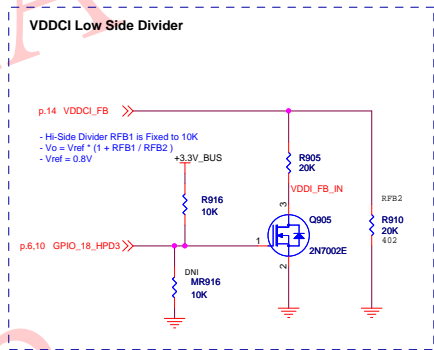 VDDCI Low Side Divider
p.14 VDDCI_FB
- Hi-Side Divider RFB1 is Fixed to 10K
- Vo = Vref * (1 + RFB1 / RFB2 )
- Vref = 0.8V
+3.3V_BUS
R905
20K
VDDI_FB_IN
RFB2
R916
10K
3
Q905
R910
20K
402
p.6,10 GPIO_18_HPD3
1
2N7002E
2
DNI
MR916
10K